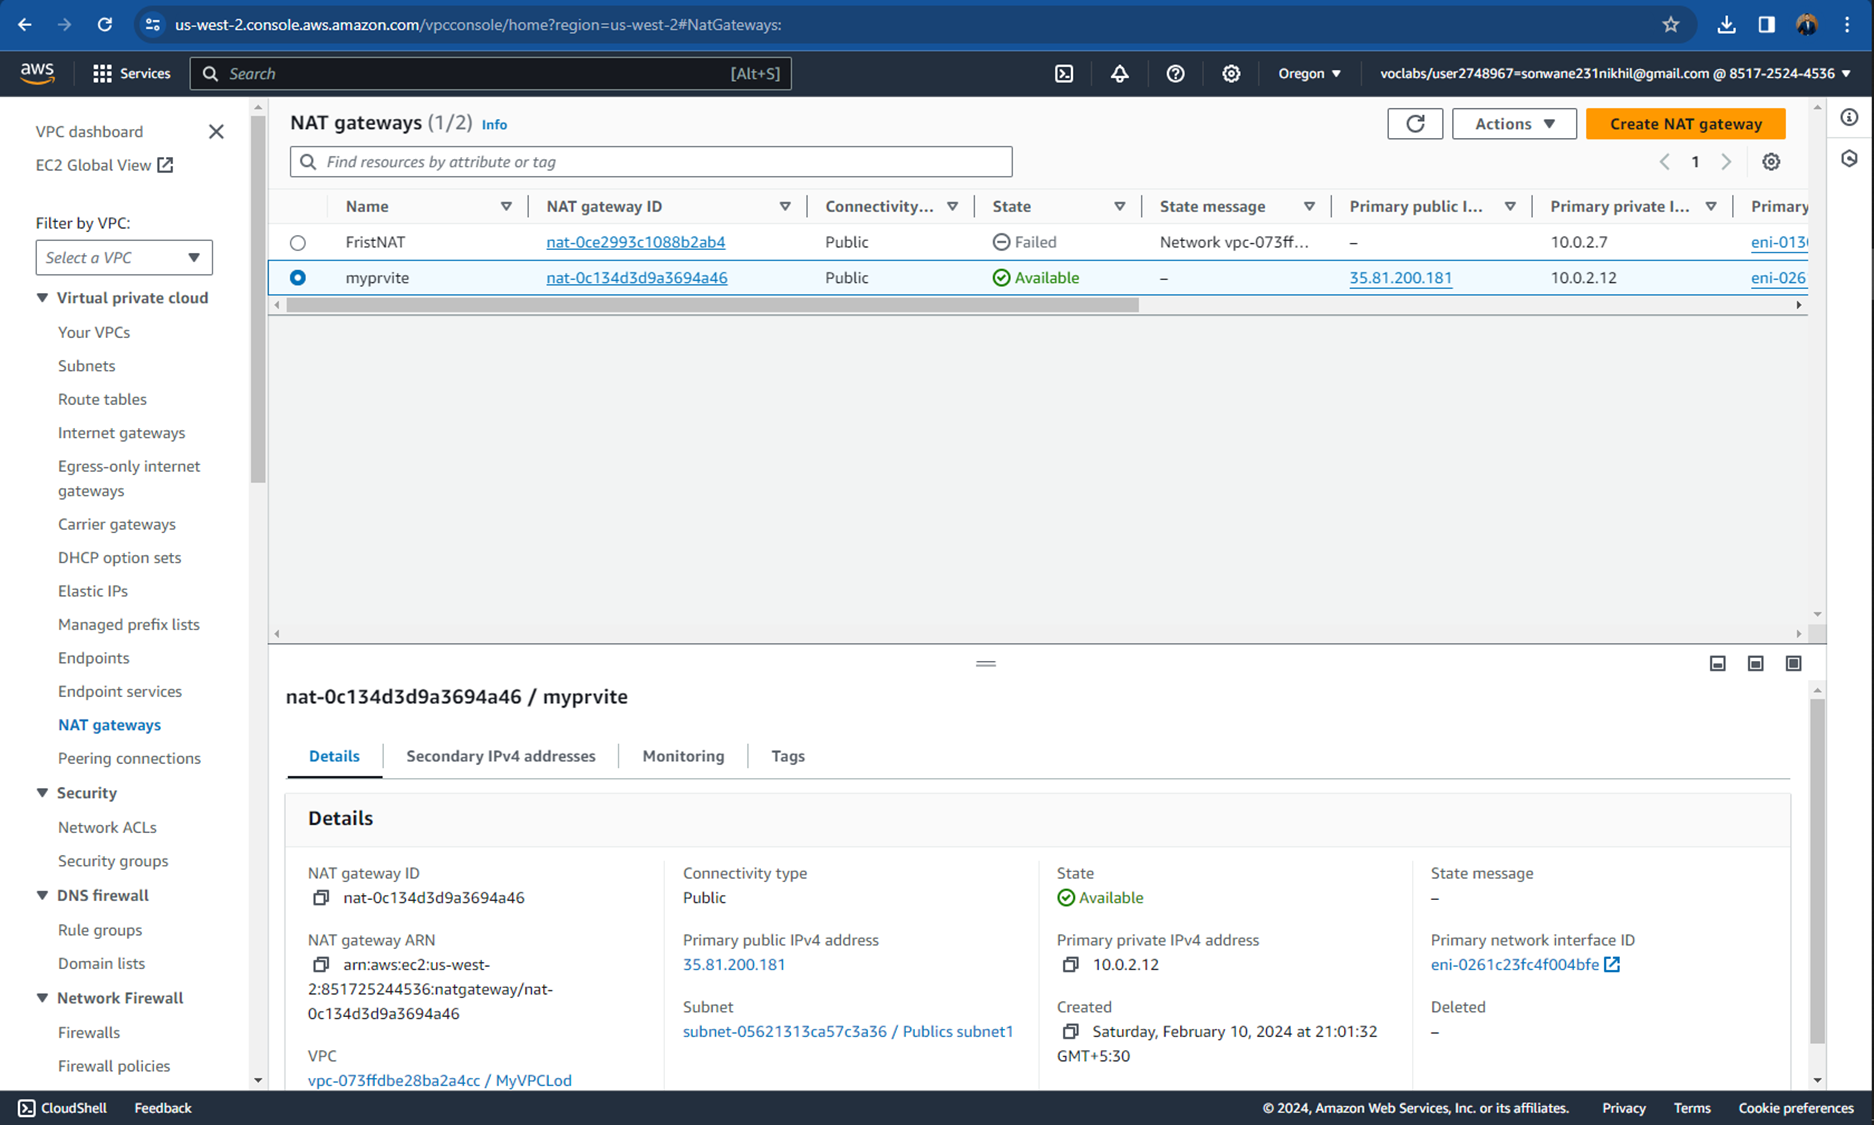 us-west-2.console.aws.amazon.com/vpcconsole/home?region=us-west-2#NatGateways:
aws Services Search [Alt+S] Oregon voclabs/user2748967=sonwane231nikhil@gmail.com @ 8517-2524-4536
VPC dashboard
EC2 Global View
Filter by VPC:
Select a VPC
Virtual private cloud
Your VPCs
Subnets
Route tables
Internet gateways
Egress-only internet
gateways
Carrier gateways
DHCP option sets
Elastic IPs
Managed prefix lists
Endpoints
Endpoint services
NAT gateways
Peering connections
Security
Network ACLs
Security groups
DNS firewall
Rule groups
Domain lists
Network Firewall
Firewalls
Firewall policies
NAT gateways (1/2) Info
Actions
Create NAT gateway
Find resources by attribute or tag
1
Name NAT gateway ID Connectivity... State State message Primary public I... Primary private I... Primary
FristNAT nat-0ce2993c1088b2ab4 Public Failed Network vpc-073ff... – 10.0.2.7 eni-013
myprvite nat-0c134d3d9a3694a46 Public Available – 35.81.200.181 10.0.2.12 eni-026
nat-0c134d3d9a3694a46 / myprvite
Details Secondary IPv4 addresses Monitoring Tags
Details
NAT gateway ID
nat-0c134d3d9a3694a46
NAT gateway ARN
arn:aws:ec2:us-west-
2:851725244536:natgateway/nat-
0c134d3d9a3694a46
VPC
vpc-073ffdbe28ba2a4cc / MyVPCLod
Connectivity type
Public
Primary public IPv4 address
35.81.200.181
Subnet
subnet-05621313ca57c3a36 / Publics subnet1
State
Available
Primary private IPv4 address
10.0.2.12
Created
Saturday, February 10, 2024 at 21:01:32
GMT+5:30
State message
–
Primary network interface ID
eni-0261c23fc4f004bfe
Deleted
–
CloudShell Feedback © 2024, Amazon Web Services, Inc. or its affiliates. Privacy Terms Cookie preferences